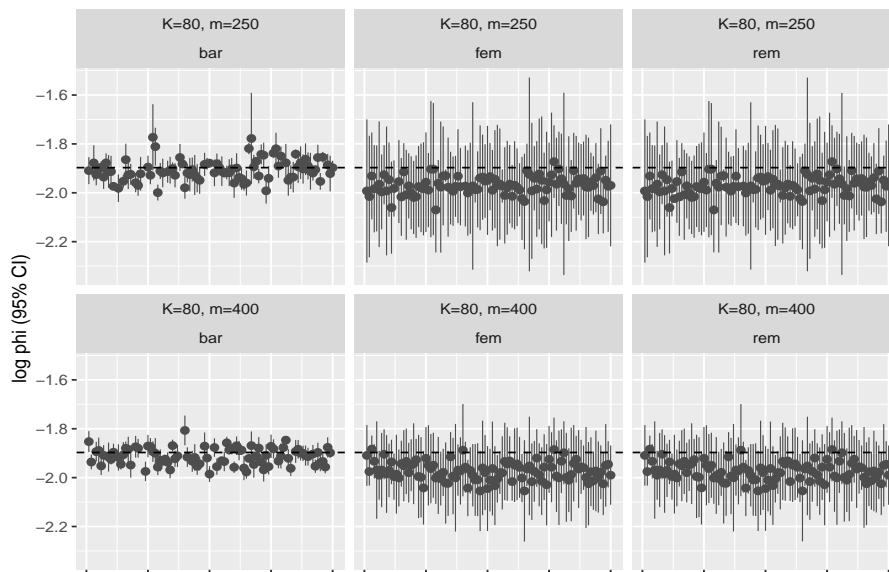 K=80, m=250
bar
K=80, m=250
fem
K=80, m=250
rem
−1.6
−1.8
−2.0
−2.2
K=80, m=400
bar
K=80, m=400
fem
K=80, m=400
rem
−1.6
−1.8
−2.0
−2.2
log phi (95% CI)